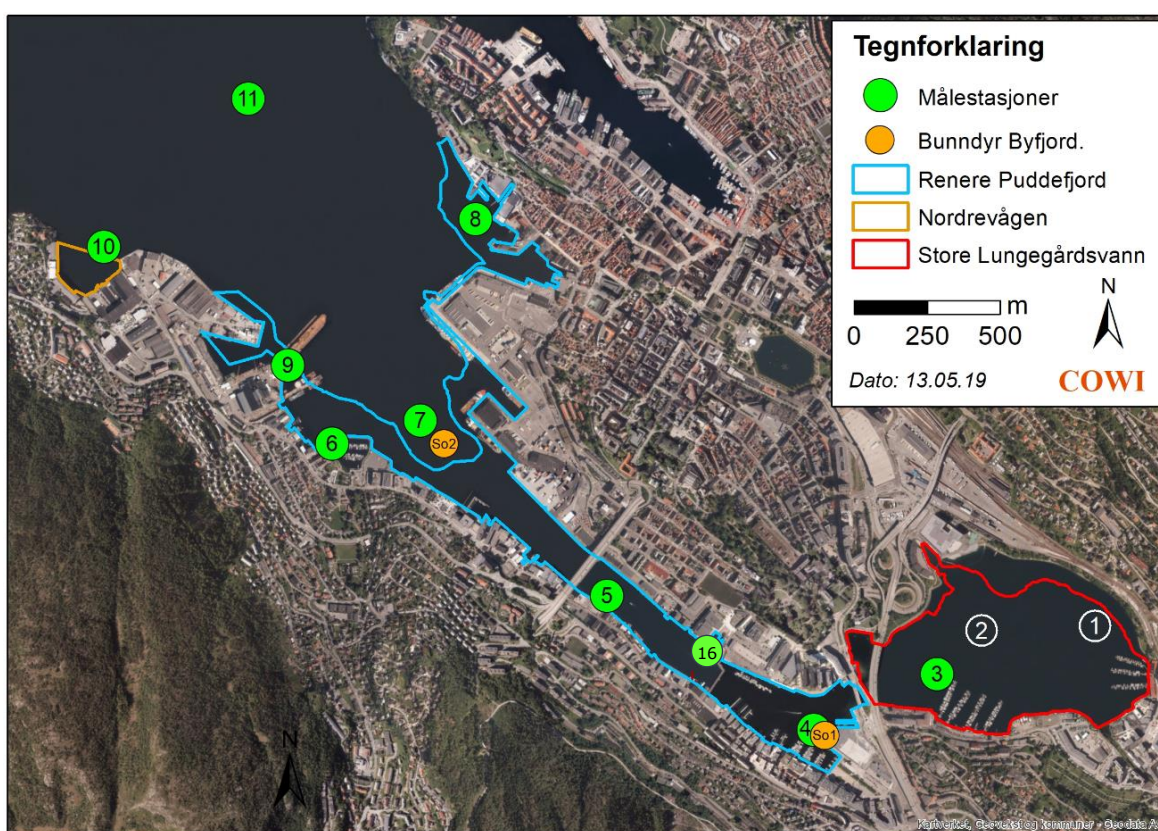 Tegnforklaring
Målestasjoner
Bunndyr Byfjord.
Renere Puddefjord
Nordrevågen
Store Lungegårdsvann
N
m
0 250 500
Dato: 13.05.19 COWI
11
8
10
9
7
So2
6
5
16
2
1
3
4
So1
N
Kartverket, Geovekst og kommuner - Geodata A